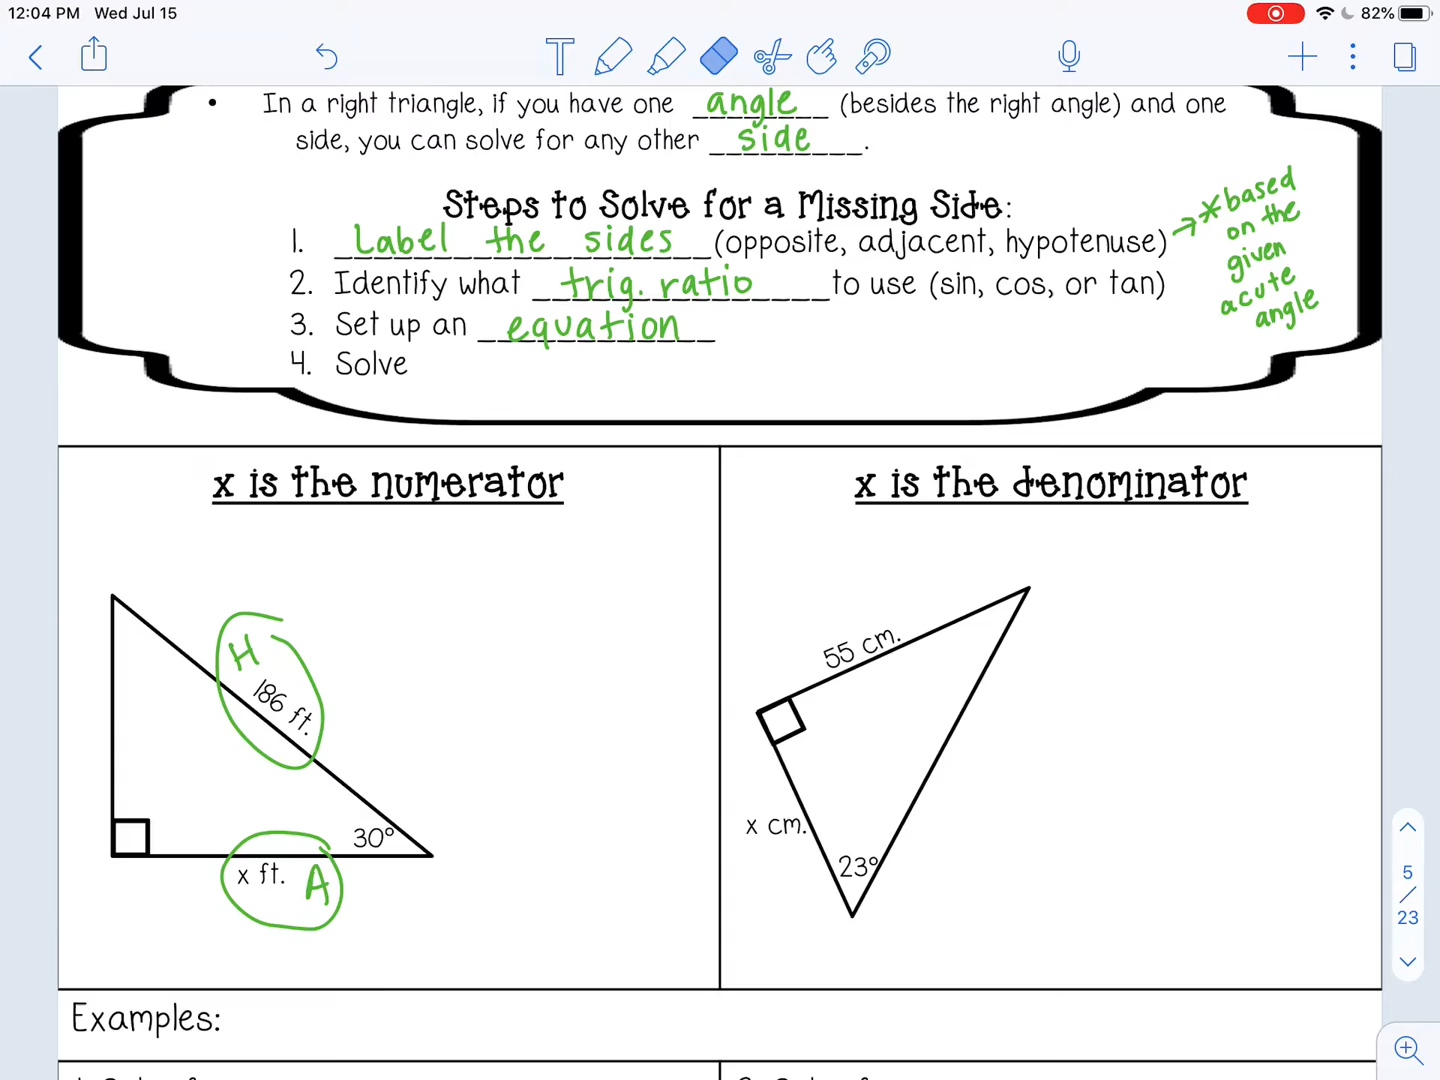 12:04 PM Wed Jul 15
82%
• In a right triangle, if you have one angle (besides the right angle) and one
side, you can solve for any other side.
Steps to Solve for a Missing Side:
1. Label the sides (opposite, adjacent, hypotenuse)
→ *based
on the
given
acute
angle
2. Identify what trig. ratio to use (sin, cos, or tan)
3. Set up an equation
4. Solve
x is the numerator
H
186 ft.
30°
x ft. A
x is the denominator
55 cm.
x cm.
23°
5
/
23
Examples: